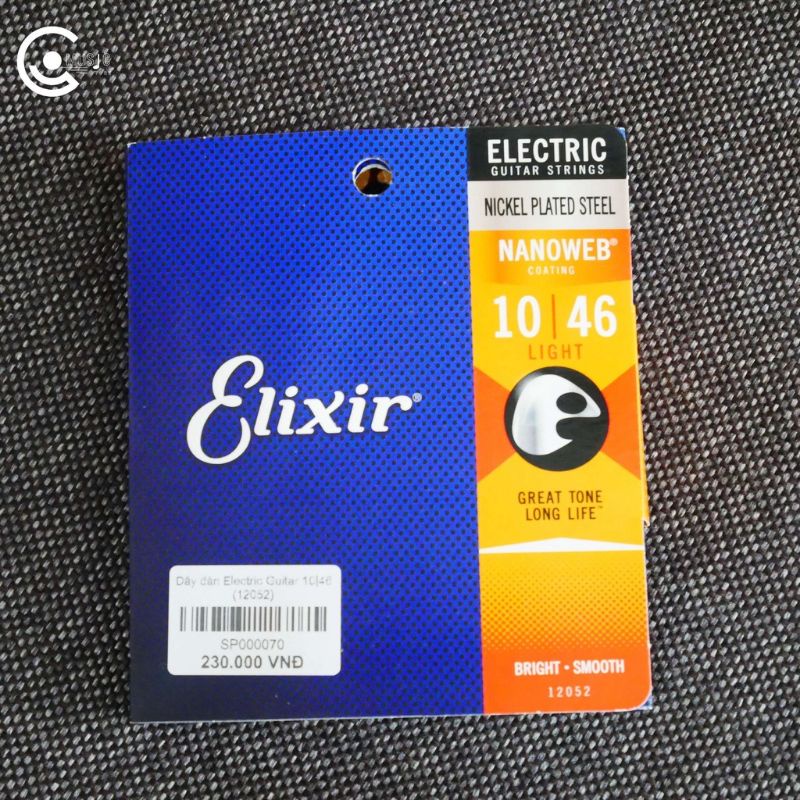 MUSIC
ELECTRIC
GUITAR STRINGS
NICKEL PLATED STEEL
NANOWEB®
COATING
10 | 46
LIGHT
Elixir®
GREAT TONE
LONG LIFE™
Dây đàn Electric Guitar 10|46
(12052)
SP000070
230.000 VNĐ
BRIGHT • SMOOTH
12052